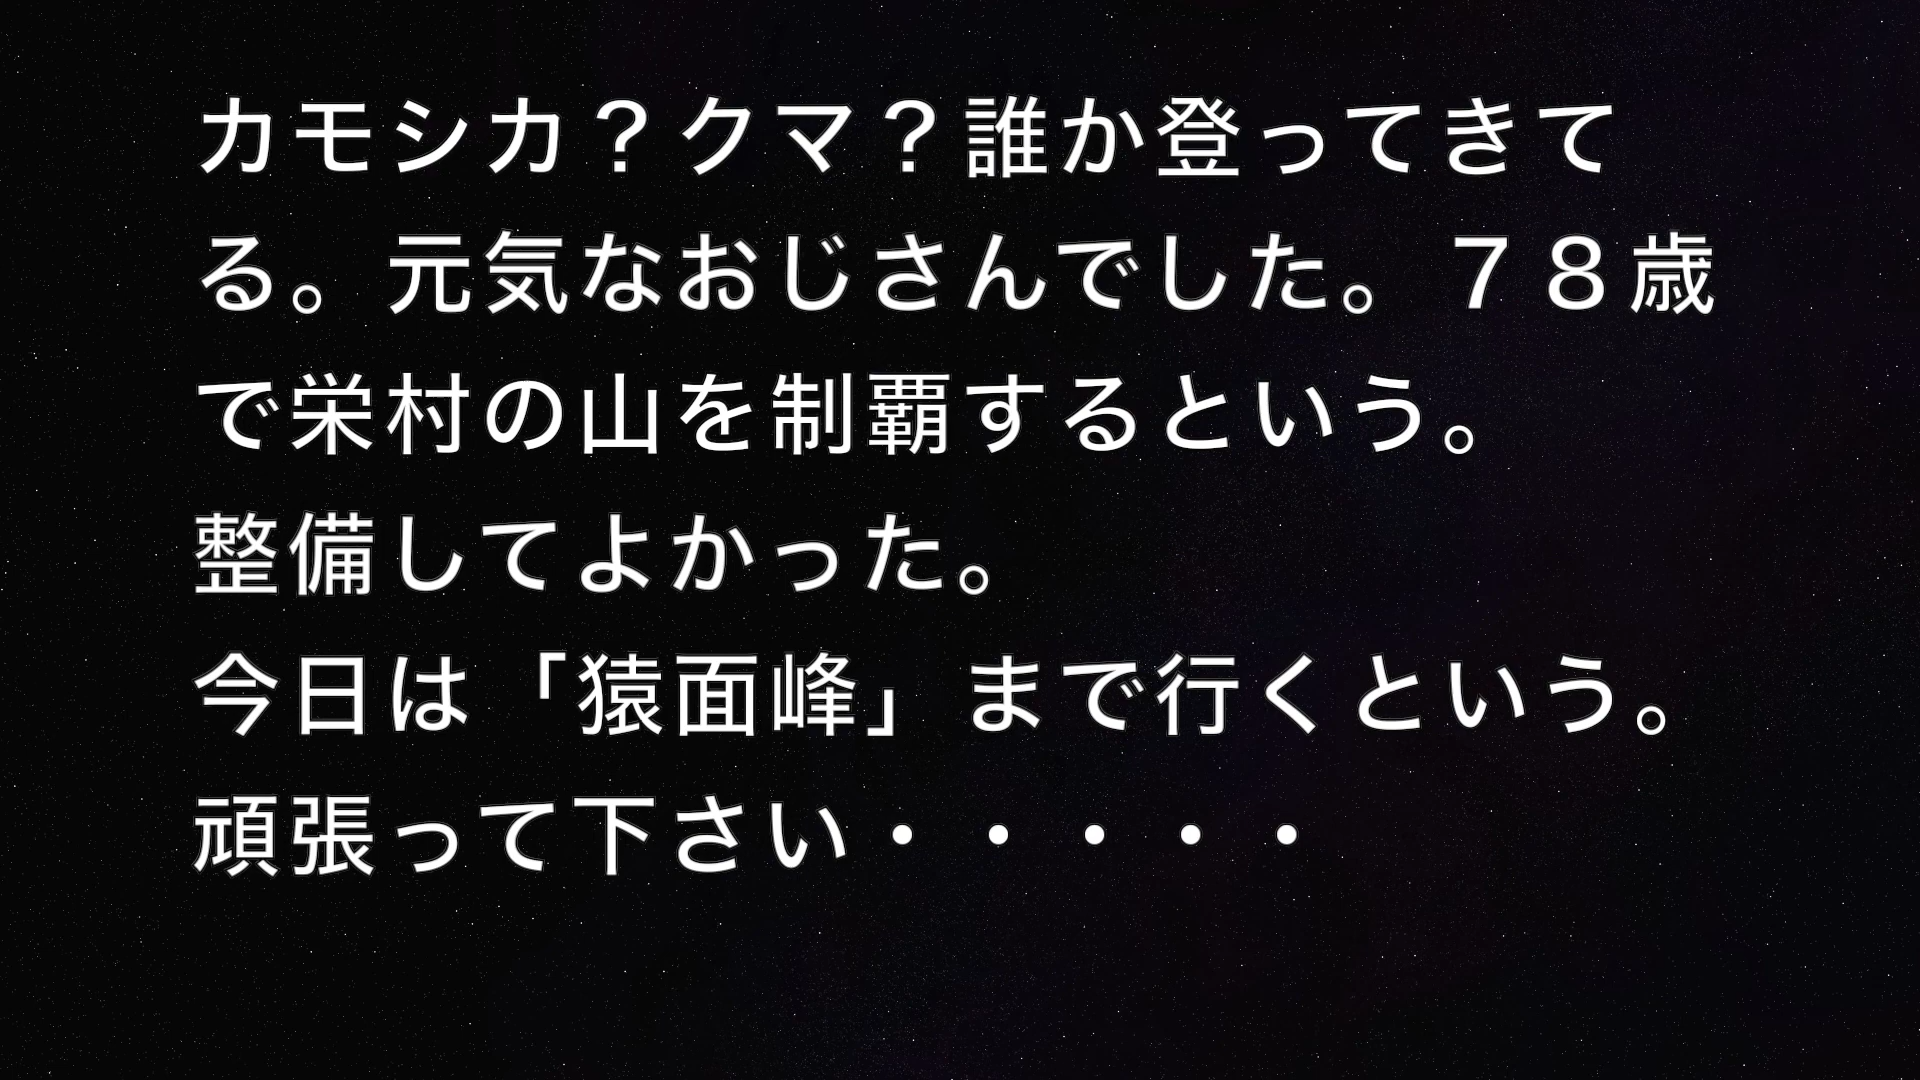 カモシカ？クマ？誰か登ってきて
る。元気なおじさんでした。７８歳
で栄村の山を制覇するという。
整備してよかった。
今日は「猿面峰」まで行くという。
頑張って下さい・・・・・